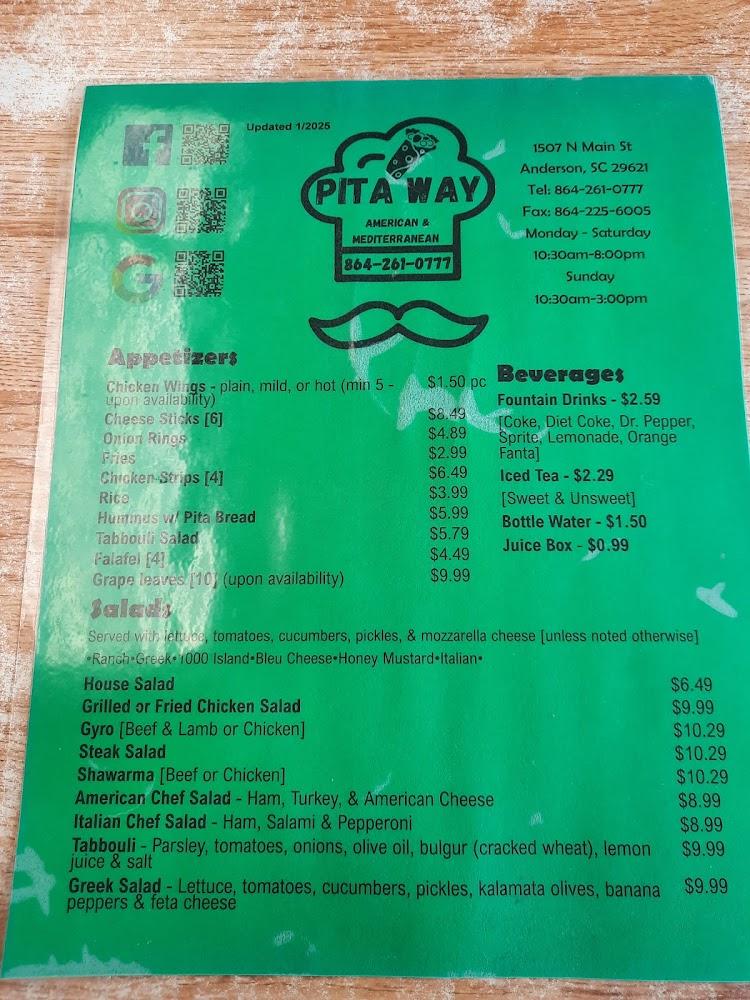 Updated 1/2025
PITA WAY
AMERICAN &
MEDITERRANEAN
864-261-0777
1507 N Main St
Anderson, SC 29621
Tel: 864-261-0777
Fax: 864-225-6005
Monday - Saturday
10:30am-8:00pm
Sunday
10:30am-3:00pm
Appetizers
Chicken Wings - plain, mild, or hot (min 5 - $1.50 pc
upon availability)
Cheese Sticks [6] $8.49
Onion Rings $4.89
Fries $2.99
Chicken Strips [4] $6.49
Rice $3.99
Hummus w/ Pita Bread $5.99
Tabbouli Salad $5.79
Falafel [4] $4.49
Grape leaves [10] (upon availability) $9.99
Beverages
Fountain Drinks - $2.59
[Coke, Diet Coke, Dr. Pepper,
Sprite, Lemonade, Orange
Fanta]
Iced Tea - $2.29
[Sweet & Unsweet]
Bottle Water - $1.50
Juice Box - $0.99
Salads
Served with lettuce, tomatoes, cucumbers, pickles, & mozzarella cheese [unless noted otherwise]
•Ranch•Greek•1000 Island•Bleu Cheese•Honey Mustard•Italian•
House Salad $6.49
Grilled or Fried Chicken Salad $9.99
Gyro [Beef & Lamb or Chicken] $10.29
Steak Salad $10.29
Shawarma [Beef or Chicken] $10.29
American Chef Salad - Ham, Turkey, & American Cheese $8.99
Italian Chef Salad - Ham, Salami & Pepperoni $8.99
Tabbouli - Parsley, tomatoes, onions, olive oil, bulgur (cracked wheat), lemon $9.99
juice & salt
Greek Salad - Lettuce, tomatoes, cucumbers, pickles, kalamata olives, banana $9.99
peppers & feta cheese